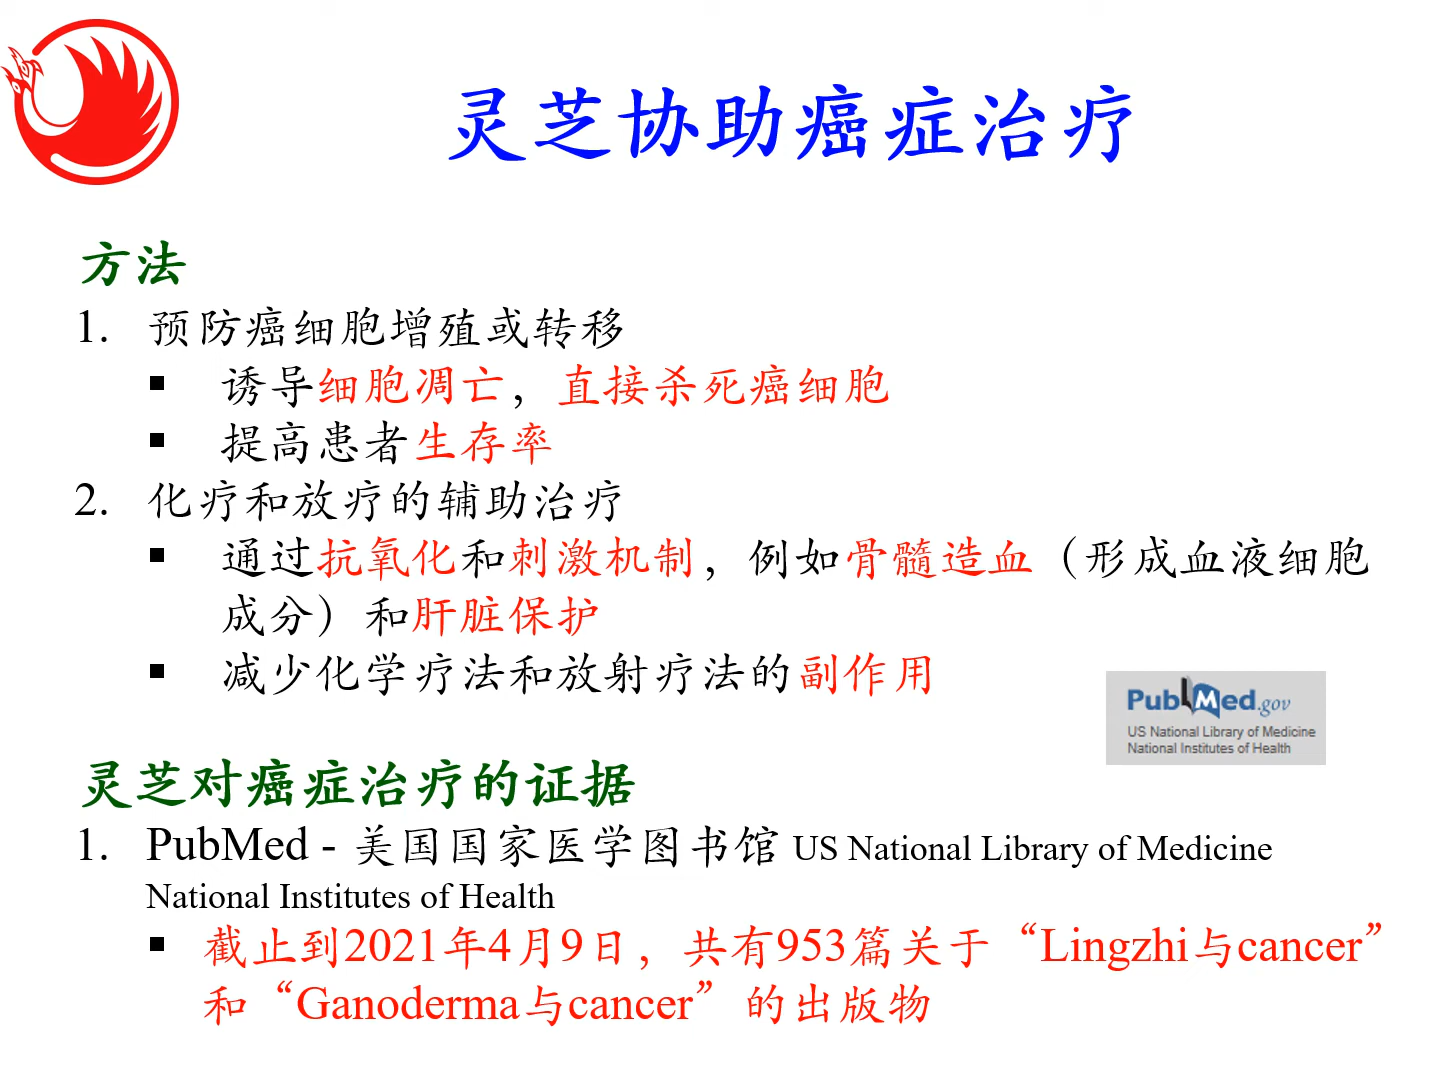 灵芝协助癌症治疗
方法
1. 预防癌细胞增殖或转移
▪ 诱导细胞凋亡，直接杀死癌细胞
▪ 提高患者生存率
2. 化疗和放疗的辅助治疗
▪ 通过抗氧化和刺激机制，例如骨髓造血（形成血液细胞
成分）和肝脏保护
▪ 减少化学疗法和放射疗法的副作用
PubMed.gov
US National Library of Medicine
National Institutes of Health
灵芝对癌症治疗的证据
1. PubMed - 美国国家医学图书馆 US National Library of Medicine
National Institutes of Health
▪ 截止到2021年4月9日，共有953篇关于“Lingzhi与cancer”
和“Ganoderma与cancer”的出版物